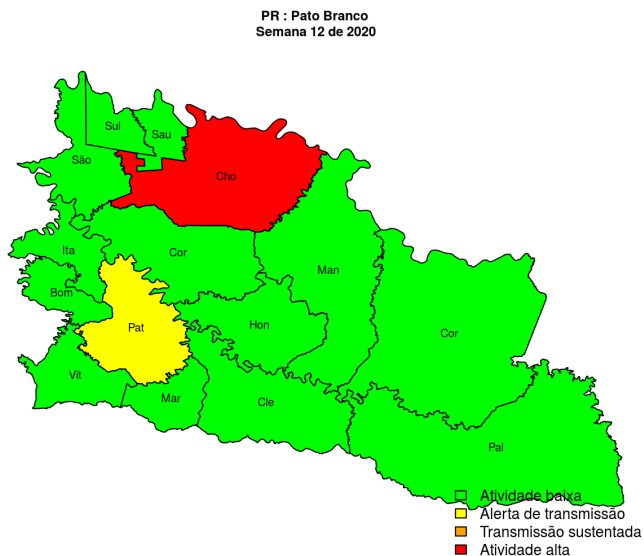 PR : Pato Branco
Semana 12 de 2020
Sul
Sau
São
Cho
Ita
Cor
Man
Bom
Hon
Pat
Cor
Vit
Mar
Cle
Pal
Atividade baixa
Alerta de transmissão
Transmissão sustentada
Atividade alta